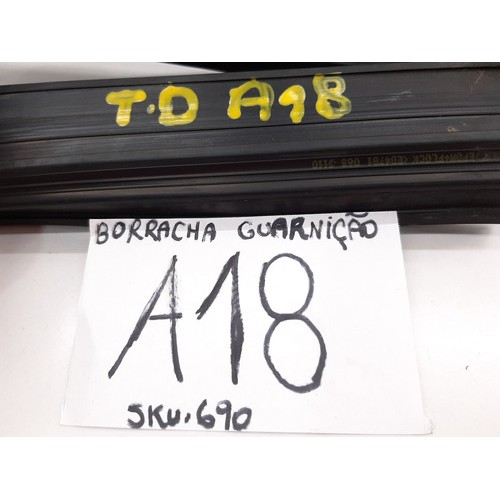 T.D A18
BORRACHA GUARNIÇÃO
A18
SKU.690